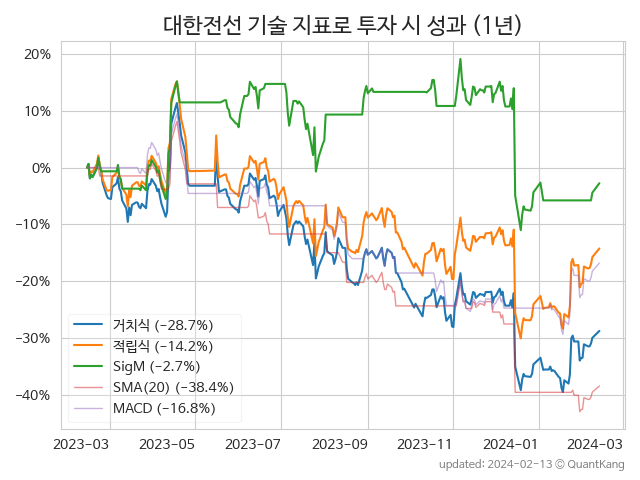 대한전선 기술 지표로 투자 시 성과 (1년)
20%
10%
0%
−10%
−20%
−30%
−40%
거치식 (−28.7%)
적립식 (−14.2%)
SigM (−2.7%)
SMA(20) (−38.4%)
MACD (−16.8%)
2023−03 2023−05 2023−07 2023−09 2023−11 2024−01 2024−03
updated: 2024−02−13 ⓒ QuantKang